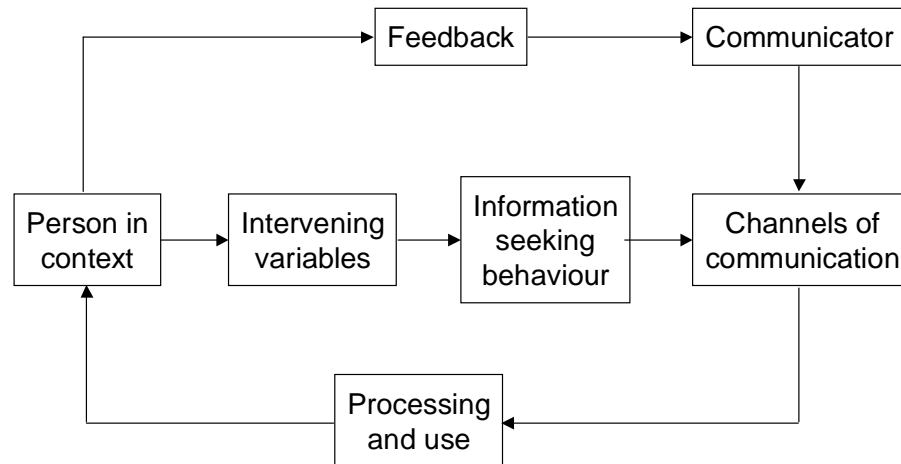 Feedback
Communicator
Person in
context
Intervening
variables
Information
seeking
behaviour
Channels of
communication
Processing
and use